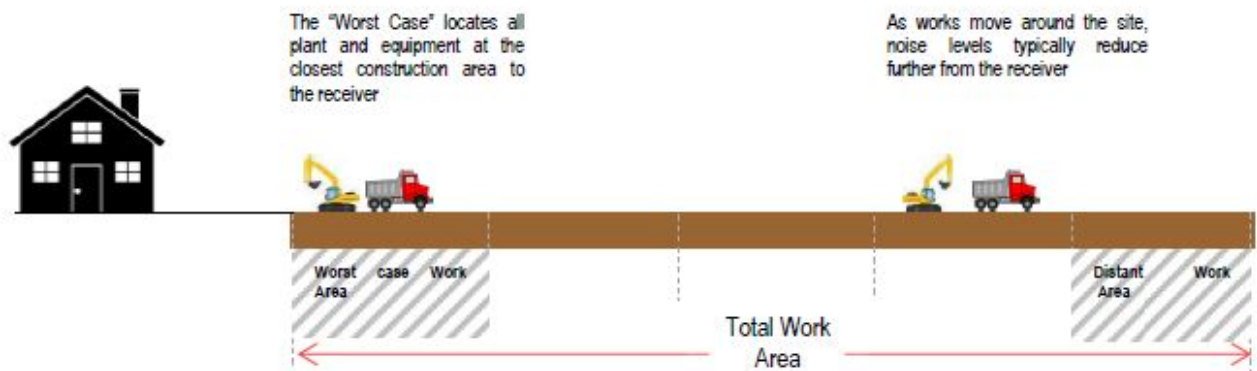 The “Worst Case” locates all
plant and equipment at the
closest construction area to
the receiver
As works move around the site,
noise levels typically reduce
further from the receiver
Worst case Work
Area
Distant Work
Area
Total Work
Area